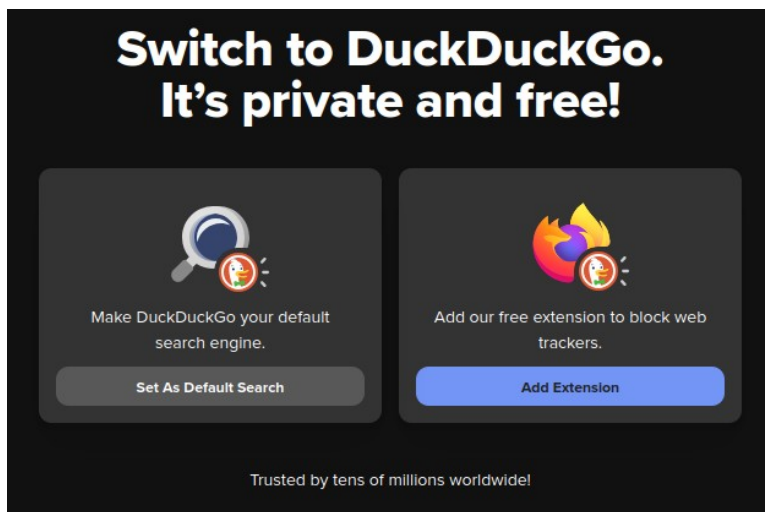 Switch to DuckDuckGo.
It’s private and free!
Make DuckDuckGo your default
search engine.
Set As Default Search
Add our free extension to block web
trackers.
Add Extension
Trusted by tens of millions worldwide!